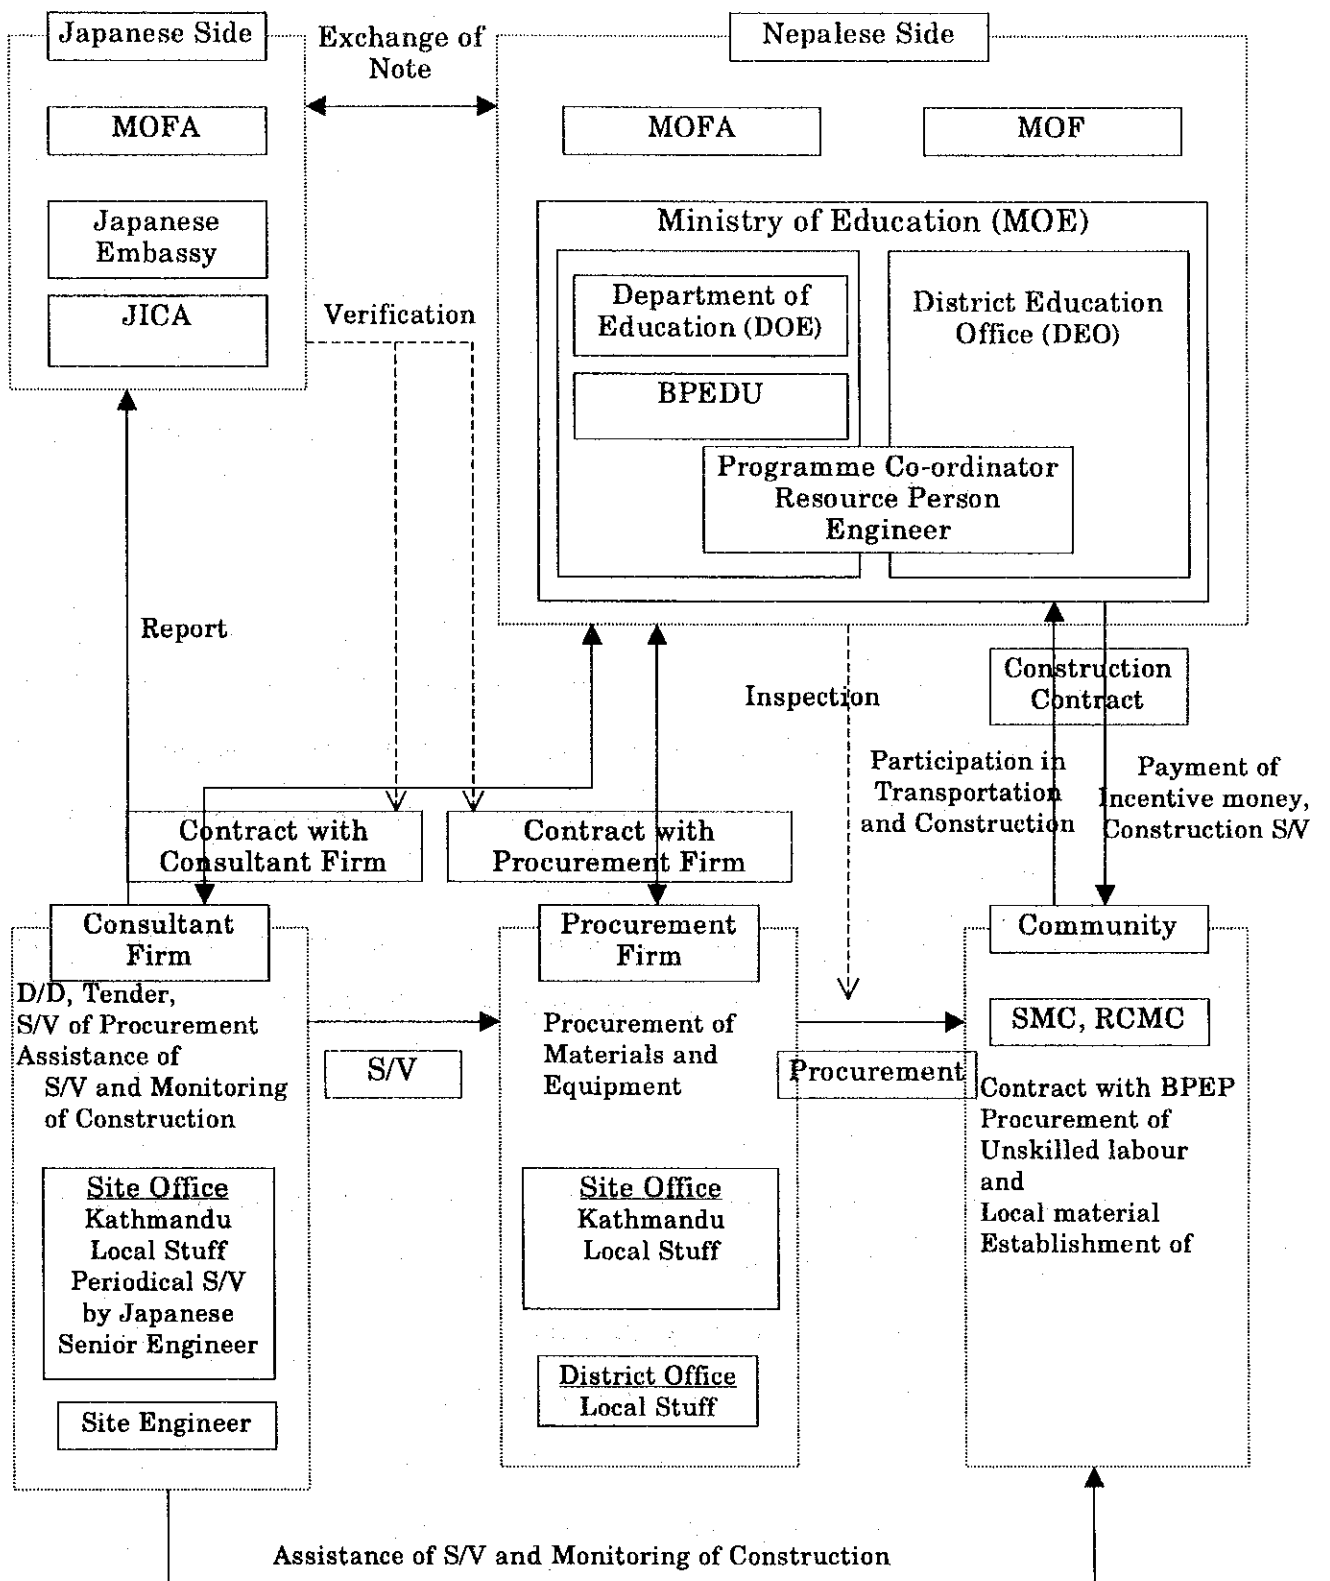 Japanese Side
Exchange of
Note
Nepalese Side
MOFA
MOFA
MOF
Japanese
Embassy
JICA
Verification
Ministry of Education (MOE)
Department of
Education (DOE)
BPEDU
District Education
Office (DEO)
Programme Co-ordinator
Resource Person
Engineer
Report
Inspection
Construction
Contract
Participation in
Transportation
and Construction
Payment of
Incentive money,
Construction S/V
Contract with
Consultant Firm
Contract with
Procurement Firm
Consultant
Firm
D/D, Tender,
S/V of Procurement
Assistance of
S/V and Monitoring
of Construction
Site Office
Kathmandu
Local Stuff
Periodical S/V
by Japanese
Senior Engineer
Site Engineer
S/V
Procurement
Firm
Procurement of
Materials and
Equipment
Site Office
Kathmandu
Local Stuff
District Office
Local Stuff
Procurement
Community
SMC, RCMC
Contract with BPEP
Procurement of
Unskilled labour
and
Local material
Establishment of
Assistance of S/V and Monitoring of Construction